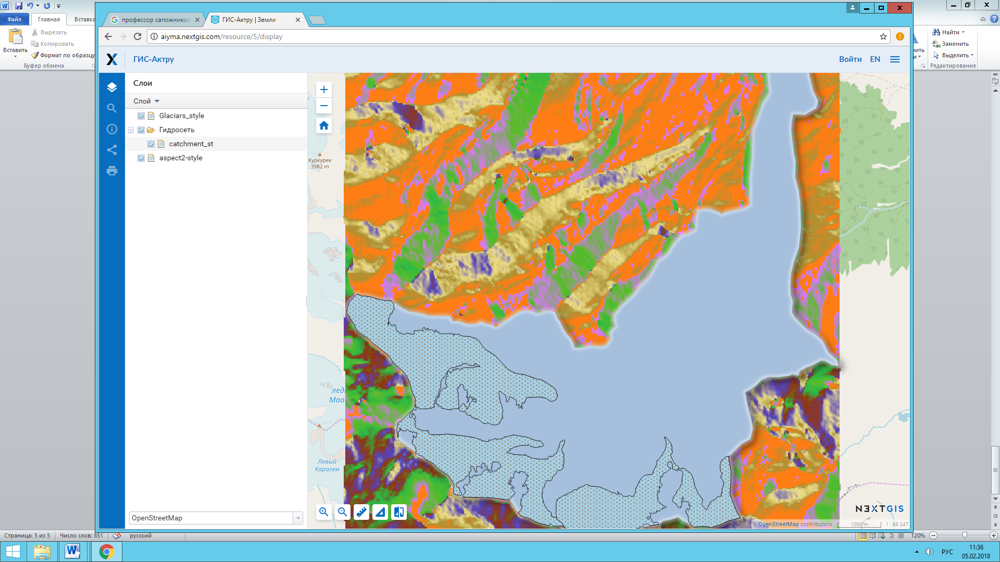 Файл
Главная
Вставка
Вставить
Вырезать
Копировать
Формат по образцу
Буфер обмена
Найти
Заменить
Выделить
Редактирование
профессор сапожников
ГИС-Актру | Земли
aiyma.nextgis.com/resource/5/display
ГИС-Актру
Войти
EN
Слои
Слой
Glaciars_style
Гидросеть
catchment_st
aspect2-style
OpenStreetMap
+
−
Куркурек
3982 m
Левый
Карагем
NEXTGIS
© OpenStreetMap contributors.
1000 m
1 : 68 247
Страница: 5 из 5
Число слов: 851
русский
120%
РУС
11:36
05.02.2018